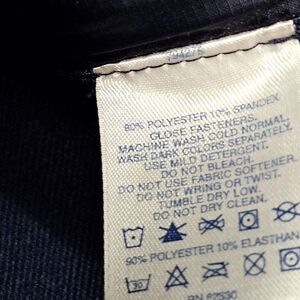 90% POLYESTER 10% SPANDEX
CLOSE FASTENERS.
MACHINE WASH COLD NORMAL.
WASH DARK COLORS SEPARATELY.
USE MILD DETERGENT.
DO NOT BLEACH.
DO NOT USE FABRIC SOFTENER
DO NOT WRING OR TWIST.
TUMBLE DRY LOW.
DO NOT DRY CLEAN.
90% POLYESTER 10% ELASTHAN
30